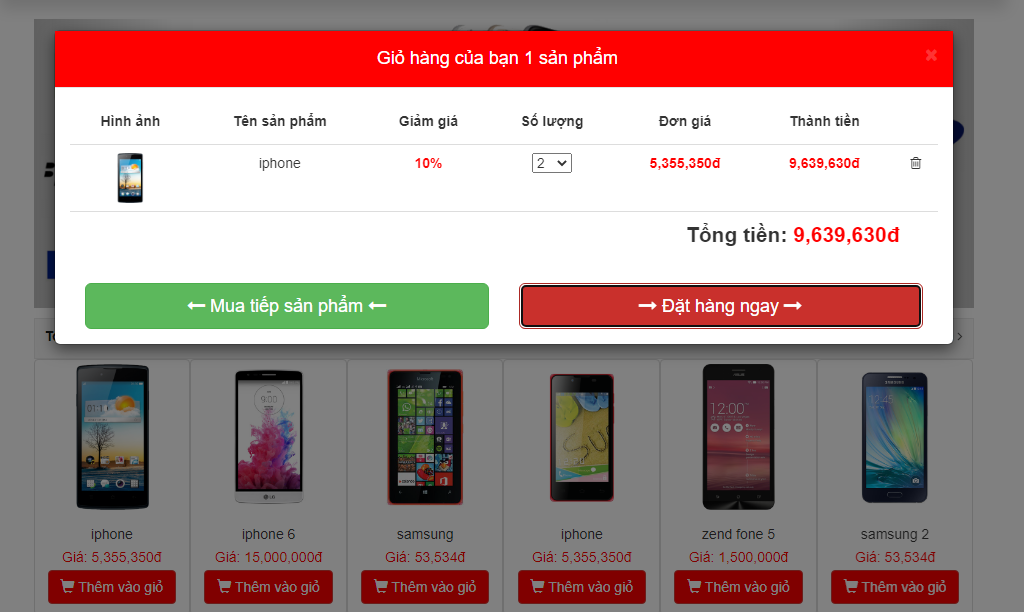 Giỏ hàng của bạn 1 sản phẩm ×
Hình ảnh Tên sản phẩm Giảm giá Số lượng Đơn giá Thành tiền
iphone 10% 2 5,355,350đ 9,639,630đ
Tổng tiền: 9,639,630đ
Mua tiếp sản phẩm
Đặt hàng ngay
iphone iphone 6 samsung iphone zend fone 5 samsung 2
Giá: 5,355,350đ Giá: 15,000,000đ Giá: 53,534đ Giá: 5,355,350đ Giá: 1,500,000đ Giá: 53,534đ
Thêm vào giỏ Thêm vào giỏ Thêm vào giỏ Thêm vào giỏ Thêm vào giỏ Thêm vào giỏ